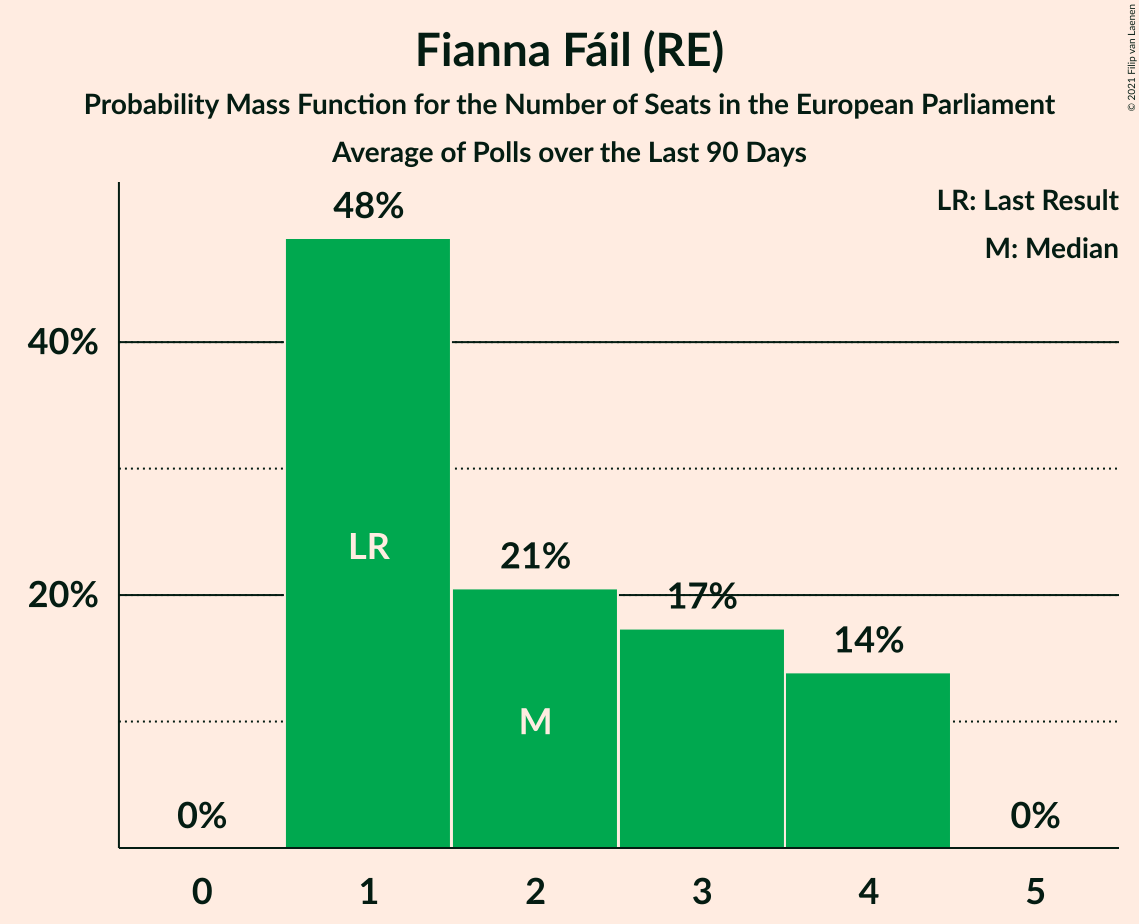 Fianna Fáil (RE)
Probability Mass Function for the Number of Seats in the European Parliament
Average of Polls over the Last 90 Days
© 2021 Filip van Laenen
LR: Last Result
M: Median
48%
40%
LR
21%
20%
17%
14%
M
0%
0%
0 1 2 3 4 5